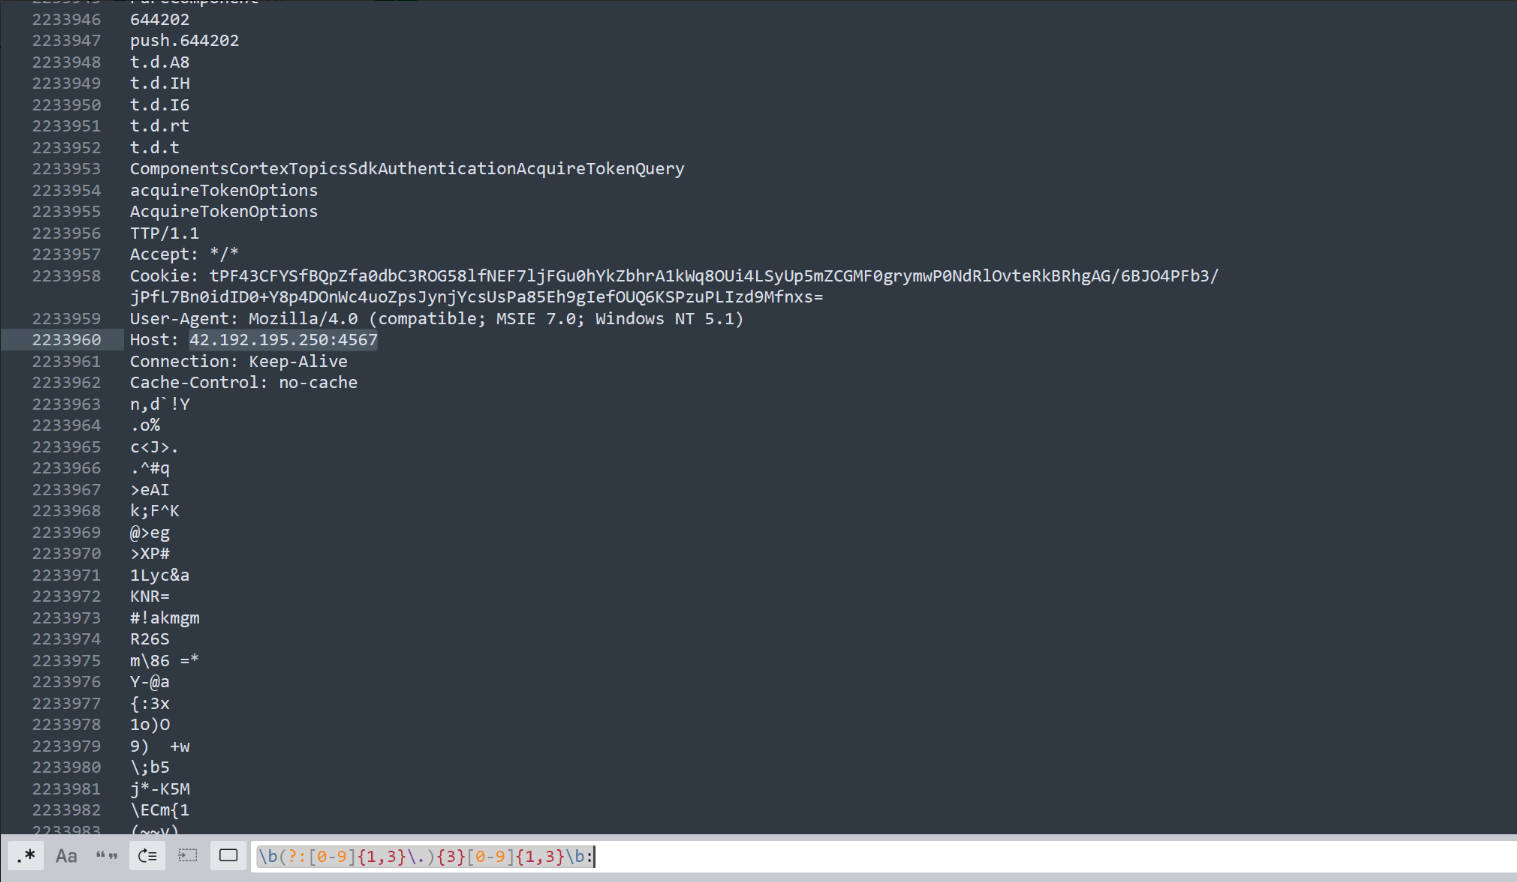 2233946 644202
2233947 push.644202
2233948 t.d.A8
2233949 t.d.IH
2233950 t.d.I6
2233951 t.d.rt
2233952 t.d.t
2233953 ComponentsCortexTopicsSdkAuthenticationAcquireTokenQuery
2233954 acquireTokenOptions
2233955 AcquireTokenOptions
2233956 TTP/1.1
2233957 Accept: */*
2233958 Cookie: tPF43CFYSfBQpZfa0dbC3ROG58lfNEF7ljFGu0hYkZbhrA1kWq8OUi4LSyUp5mZCGMF0grymwP0NdRlOvteRkBRhgAG/6BJO4PFb3/
jPfL7Bn0idID0+Y8p4DOnWc4uoZpsJynjYcsUsPa85Eh9gIefOUQ6KSPzuPLIzd9Mfnxs=
2233959 User-Agent: Mozilla/4.0 (compatible; MSIE 7.0; Windows NT 5.1)
2233960 Host: 42.192.195.250:4567
2233961 Connection: Keep-Alive
2233962 Cache-Control: no-cache
2233963 n,d`!Y
2233964 .o%
2233965 c<J>.
2233966 .^#q
2233967 >eAI
2233968 k;F^K
2233969 @>eg
2233970 >XP#
2233971 1Lyc&a
2233972 KNR=
2233973 #!akmgm
2233974 R26S
2233975 m\86 =*
2233976 Y-@a
2233977 {:3x
2233978 1o)O
2233979 9)  +w
2233980 \;b5
2233981 j*-K5M
2233982 \ECm{1
2233983 (~~v)
.* Aa “” \b(?:[0-9]{1,3}\.){3}[0-9]{1,3}\b: